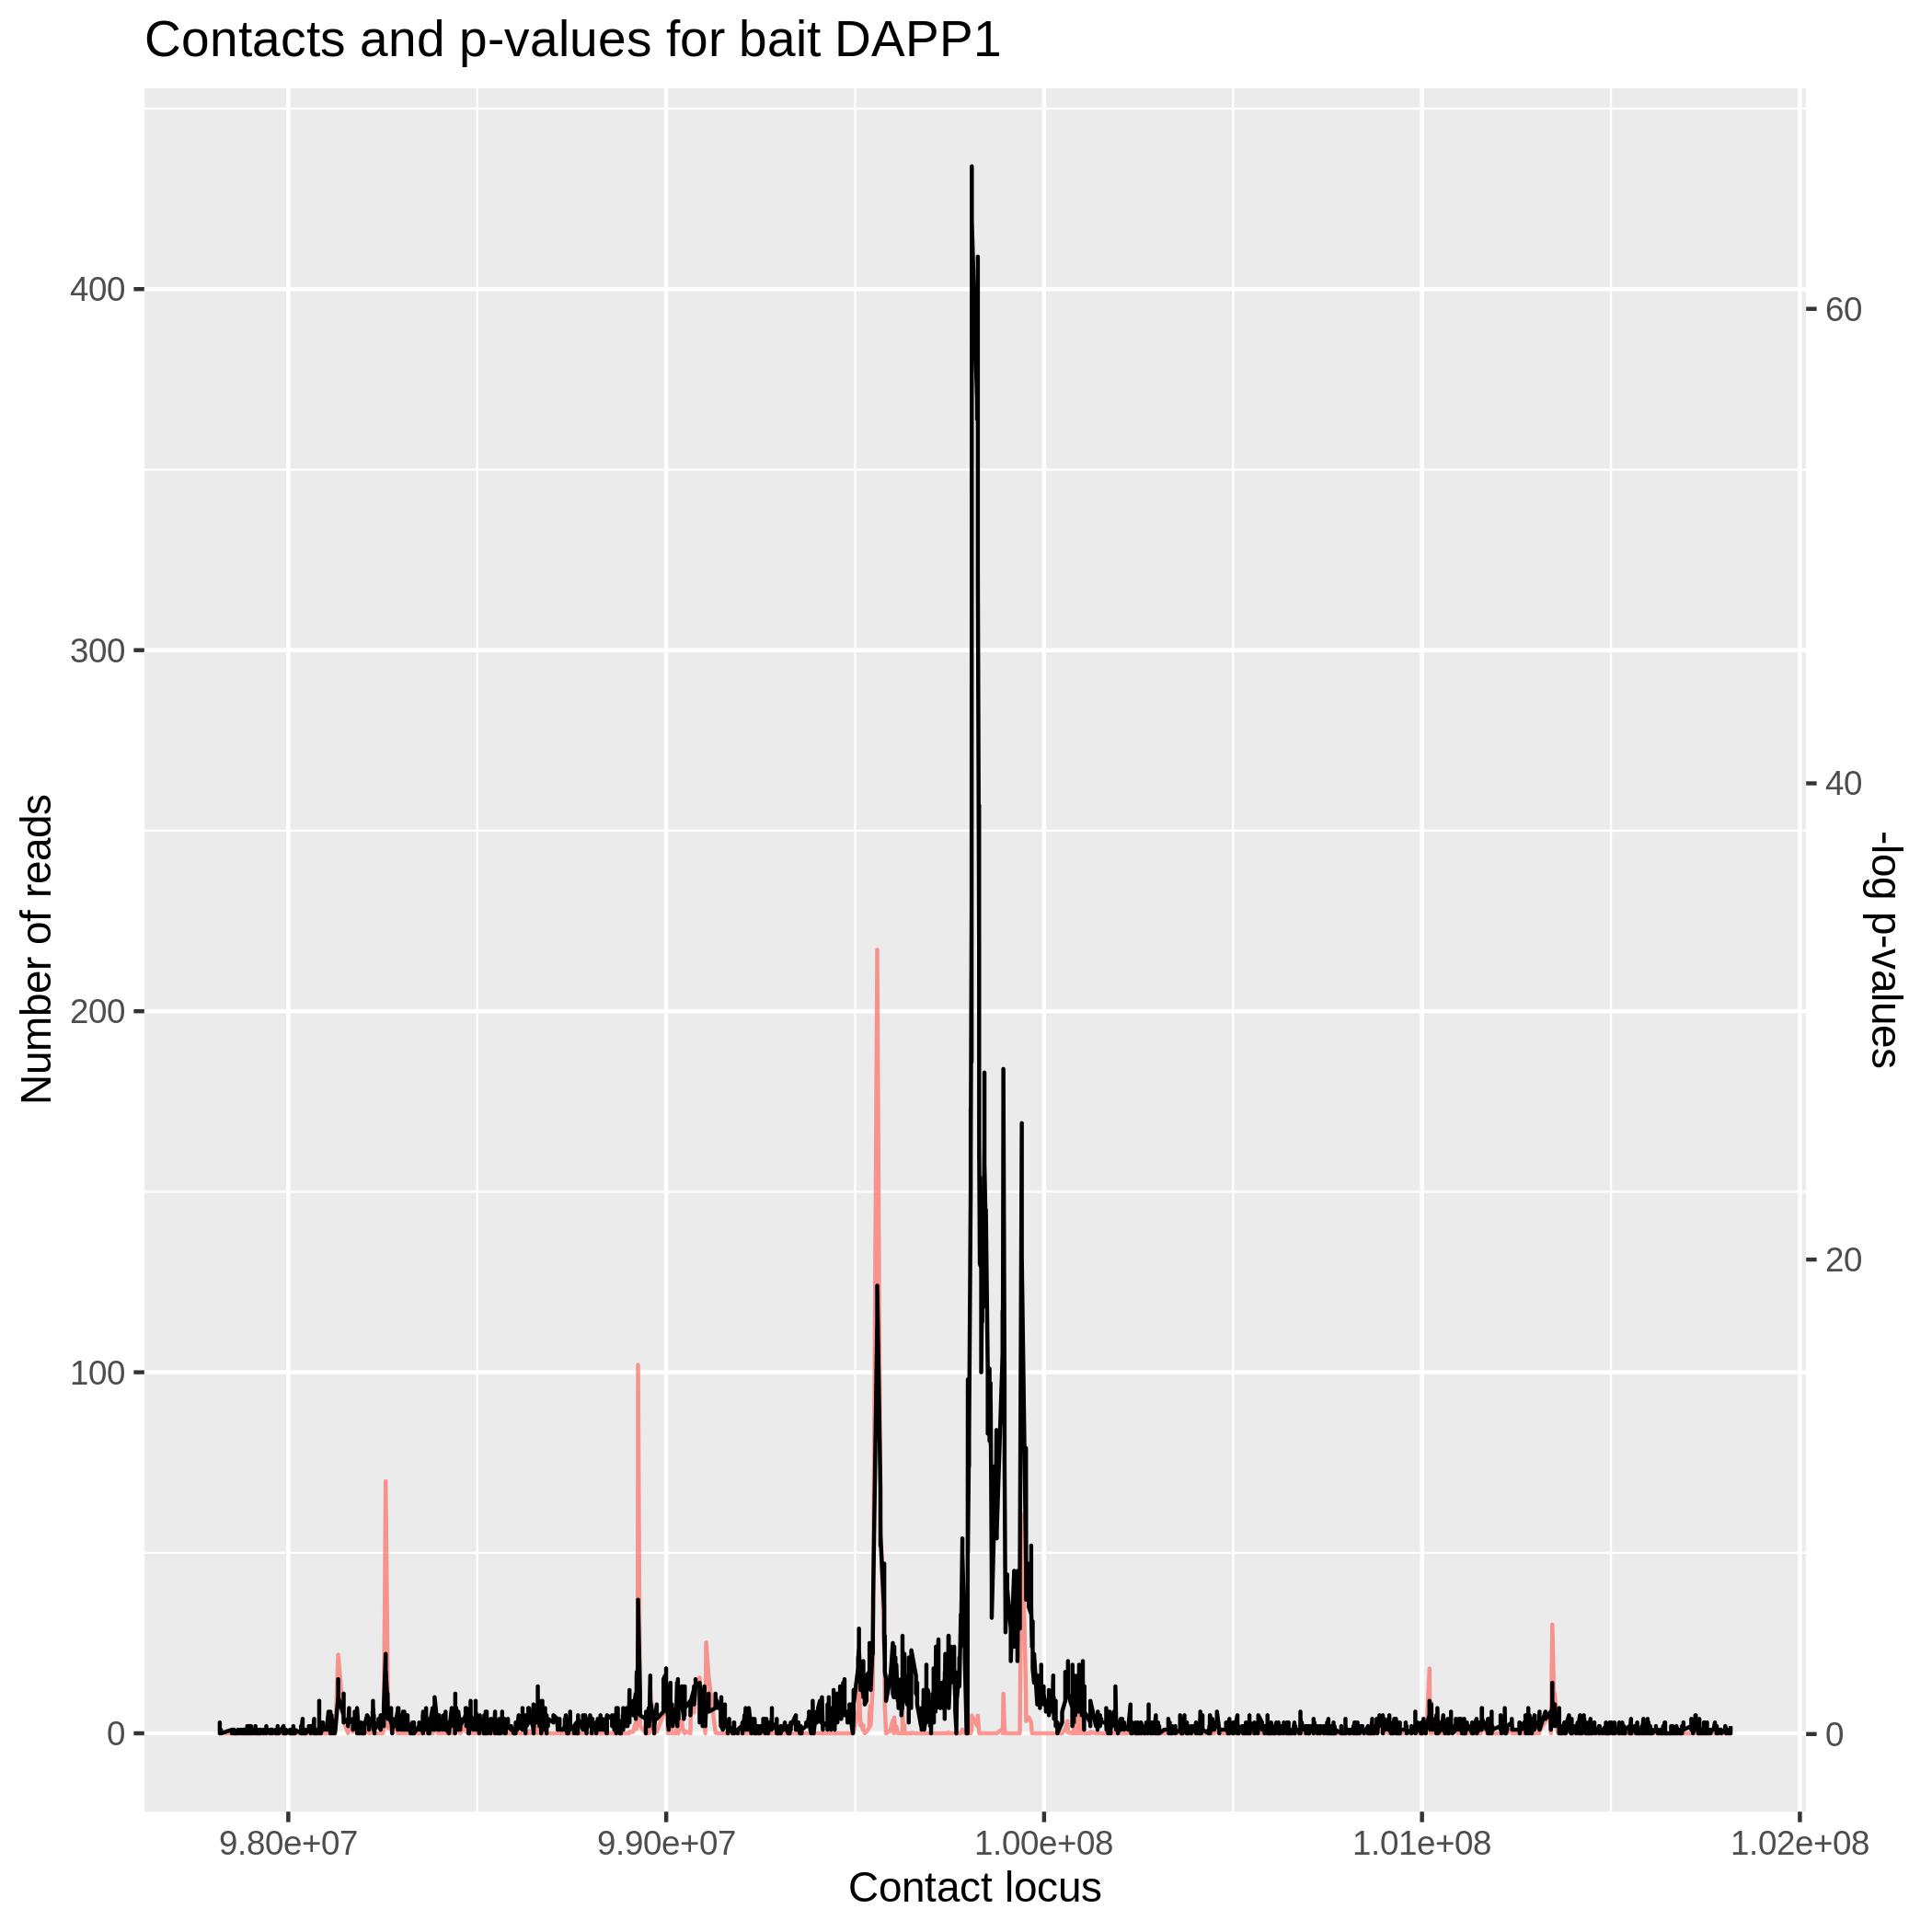 Contacts and p-values for bait DAPP1
Number of reads
400
300
200
100
0
60
40
20
0
-log p-values
9.80e+07
9.90e+07
1.00e+08
1.01e+08
1.02e+08
Contact locus